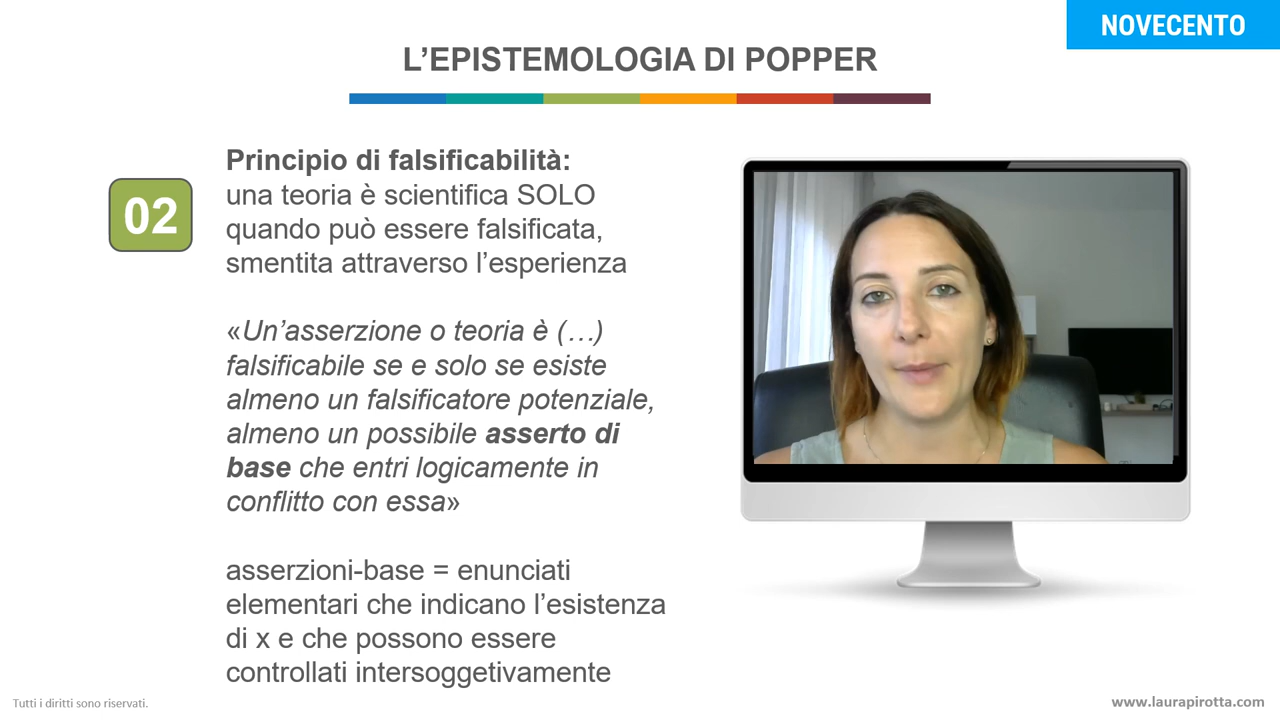 NOVECENTO
L’EPISTEMOLOGIA DI POPPER
02
Principio di falsificabilità:
una teoria è scientifica SOLO
quando può essere falsificata,
smentita attraverso l’esperienza
«Un’asserzione o teoria è (…)
falsificabile se e solo se esiste
almeno un falsificatore potenziale,
almeno un possibile asserto di
base che entri logicamente in
conflitto con essa»
asserzioni-base = enunciati
elementari che indicano l’esistenza
di x e che possono essere
controllati intersoggetivamente
Tutti i diritti sono riservati.
www.laurapirotta.com